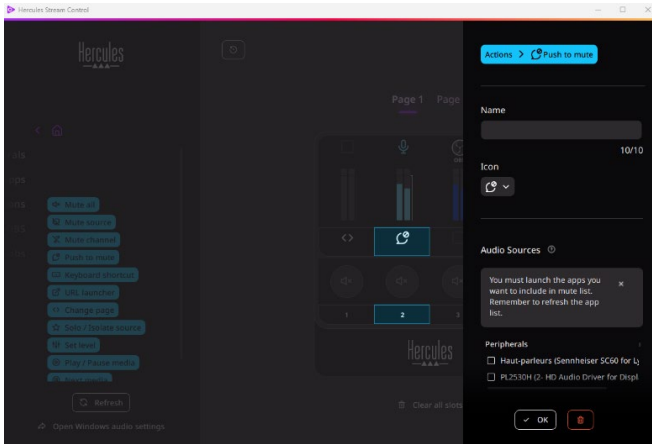 Hercules Stream Control
Hercules
Actions > Push to mute
Page 1 Page
Name
10/10
Icon
Mute all
Mute source
Mute channel
Push to mute
Keyboard shortcut
URL launcher
Change page
Solo / Isolate source
Set level
Play / Pause media
Next media
Audio Sources
You must launch the apps you
want to include in mute list.
Remember to refresh the app
list.
1 2 3
Hercules
Peripherals
Haut-parleurs (Sennheiser SC60 for Ly
PL2530H (2- HD Audio Driver for Displ
Refresh
Clear all slots
OK
Open Windows audio settings